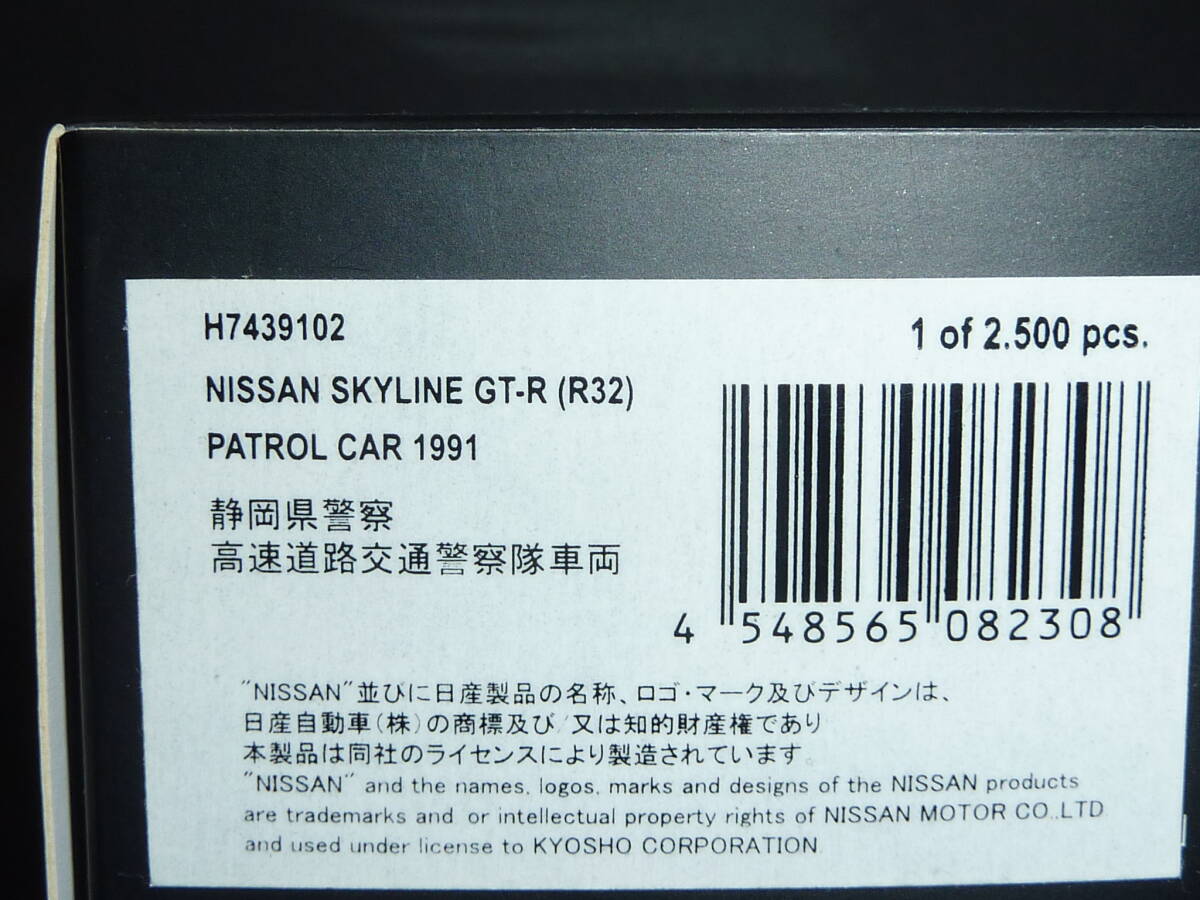 H7439102
1 of 2.500 pcs.
NISSAN SKYLINE GT-R (R32)
PATROL CAR 1991
静岡県警察
高速道路交通警察隊車両
4 548565 082308
"NISSAN"並びに日産製品の名称、ロゴ・マーク及びデザインは、
日産自動車(株)の商標及び/又は知的財産権であり
本製品は同社のライセンスにより製造されています。
"NISSAN" and the names, logos, marks and designs of the NISSAN products
are trademarks and or intellectual property rights of NISSAN MOTOR CO.,LTD
and used under license to KYOSHO CORPORATION.